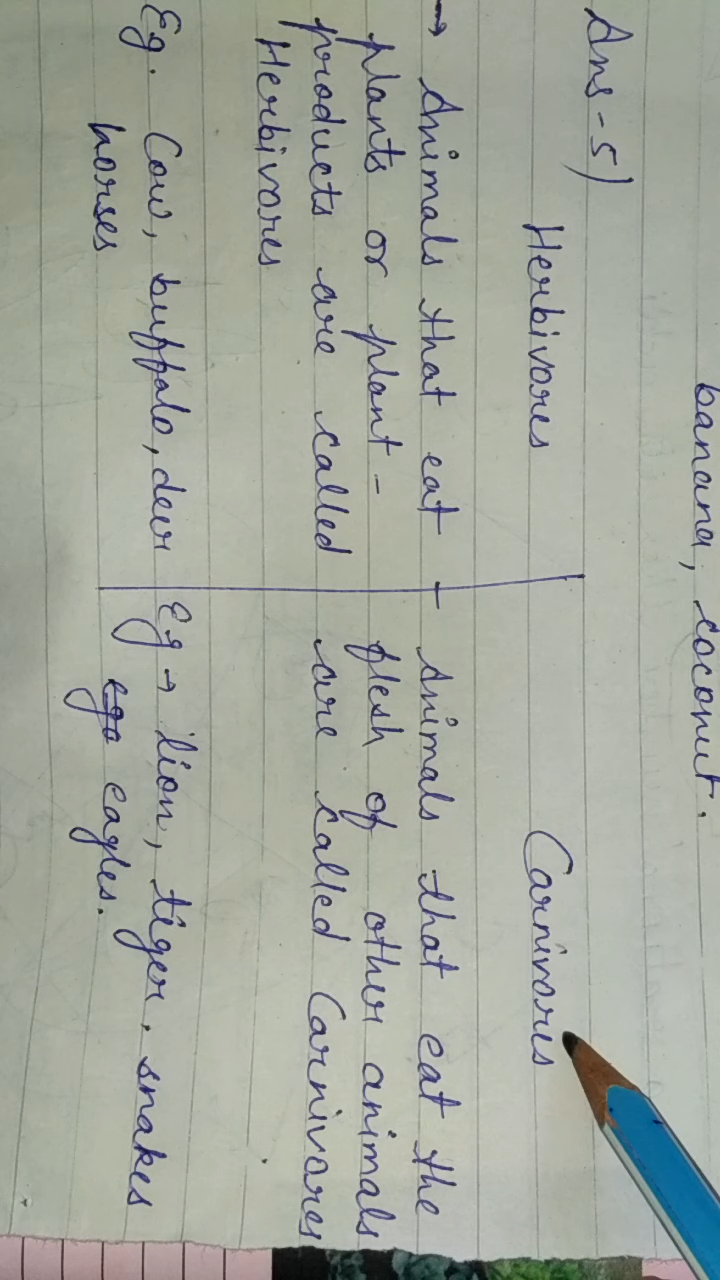 banana, coconut.
Ans-5)
Herbivores Carnivores
→ Animals that eat - Animals that eat the
plants or plant- flesh of other animals
products are called are called Carnivores
Herbivores
Eg. Cow, buffalo, deer Eg → lion, tiger, snakes
horses eagles.